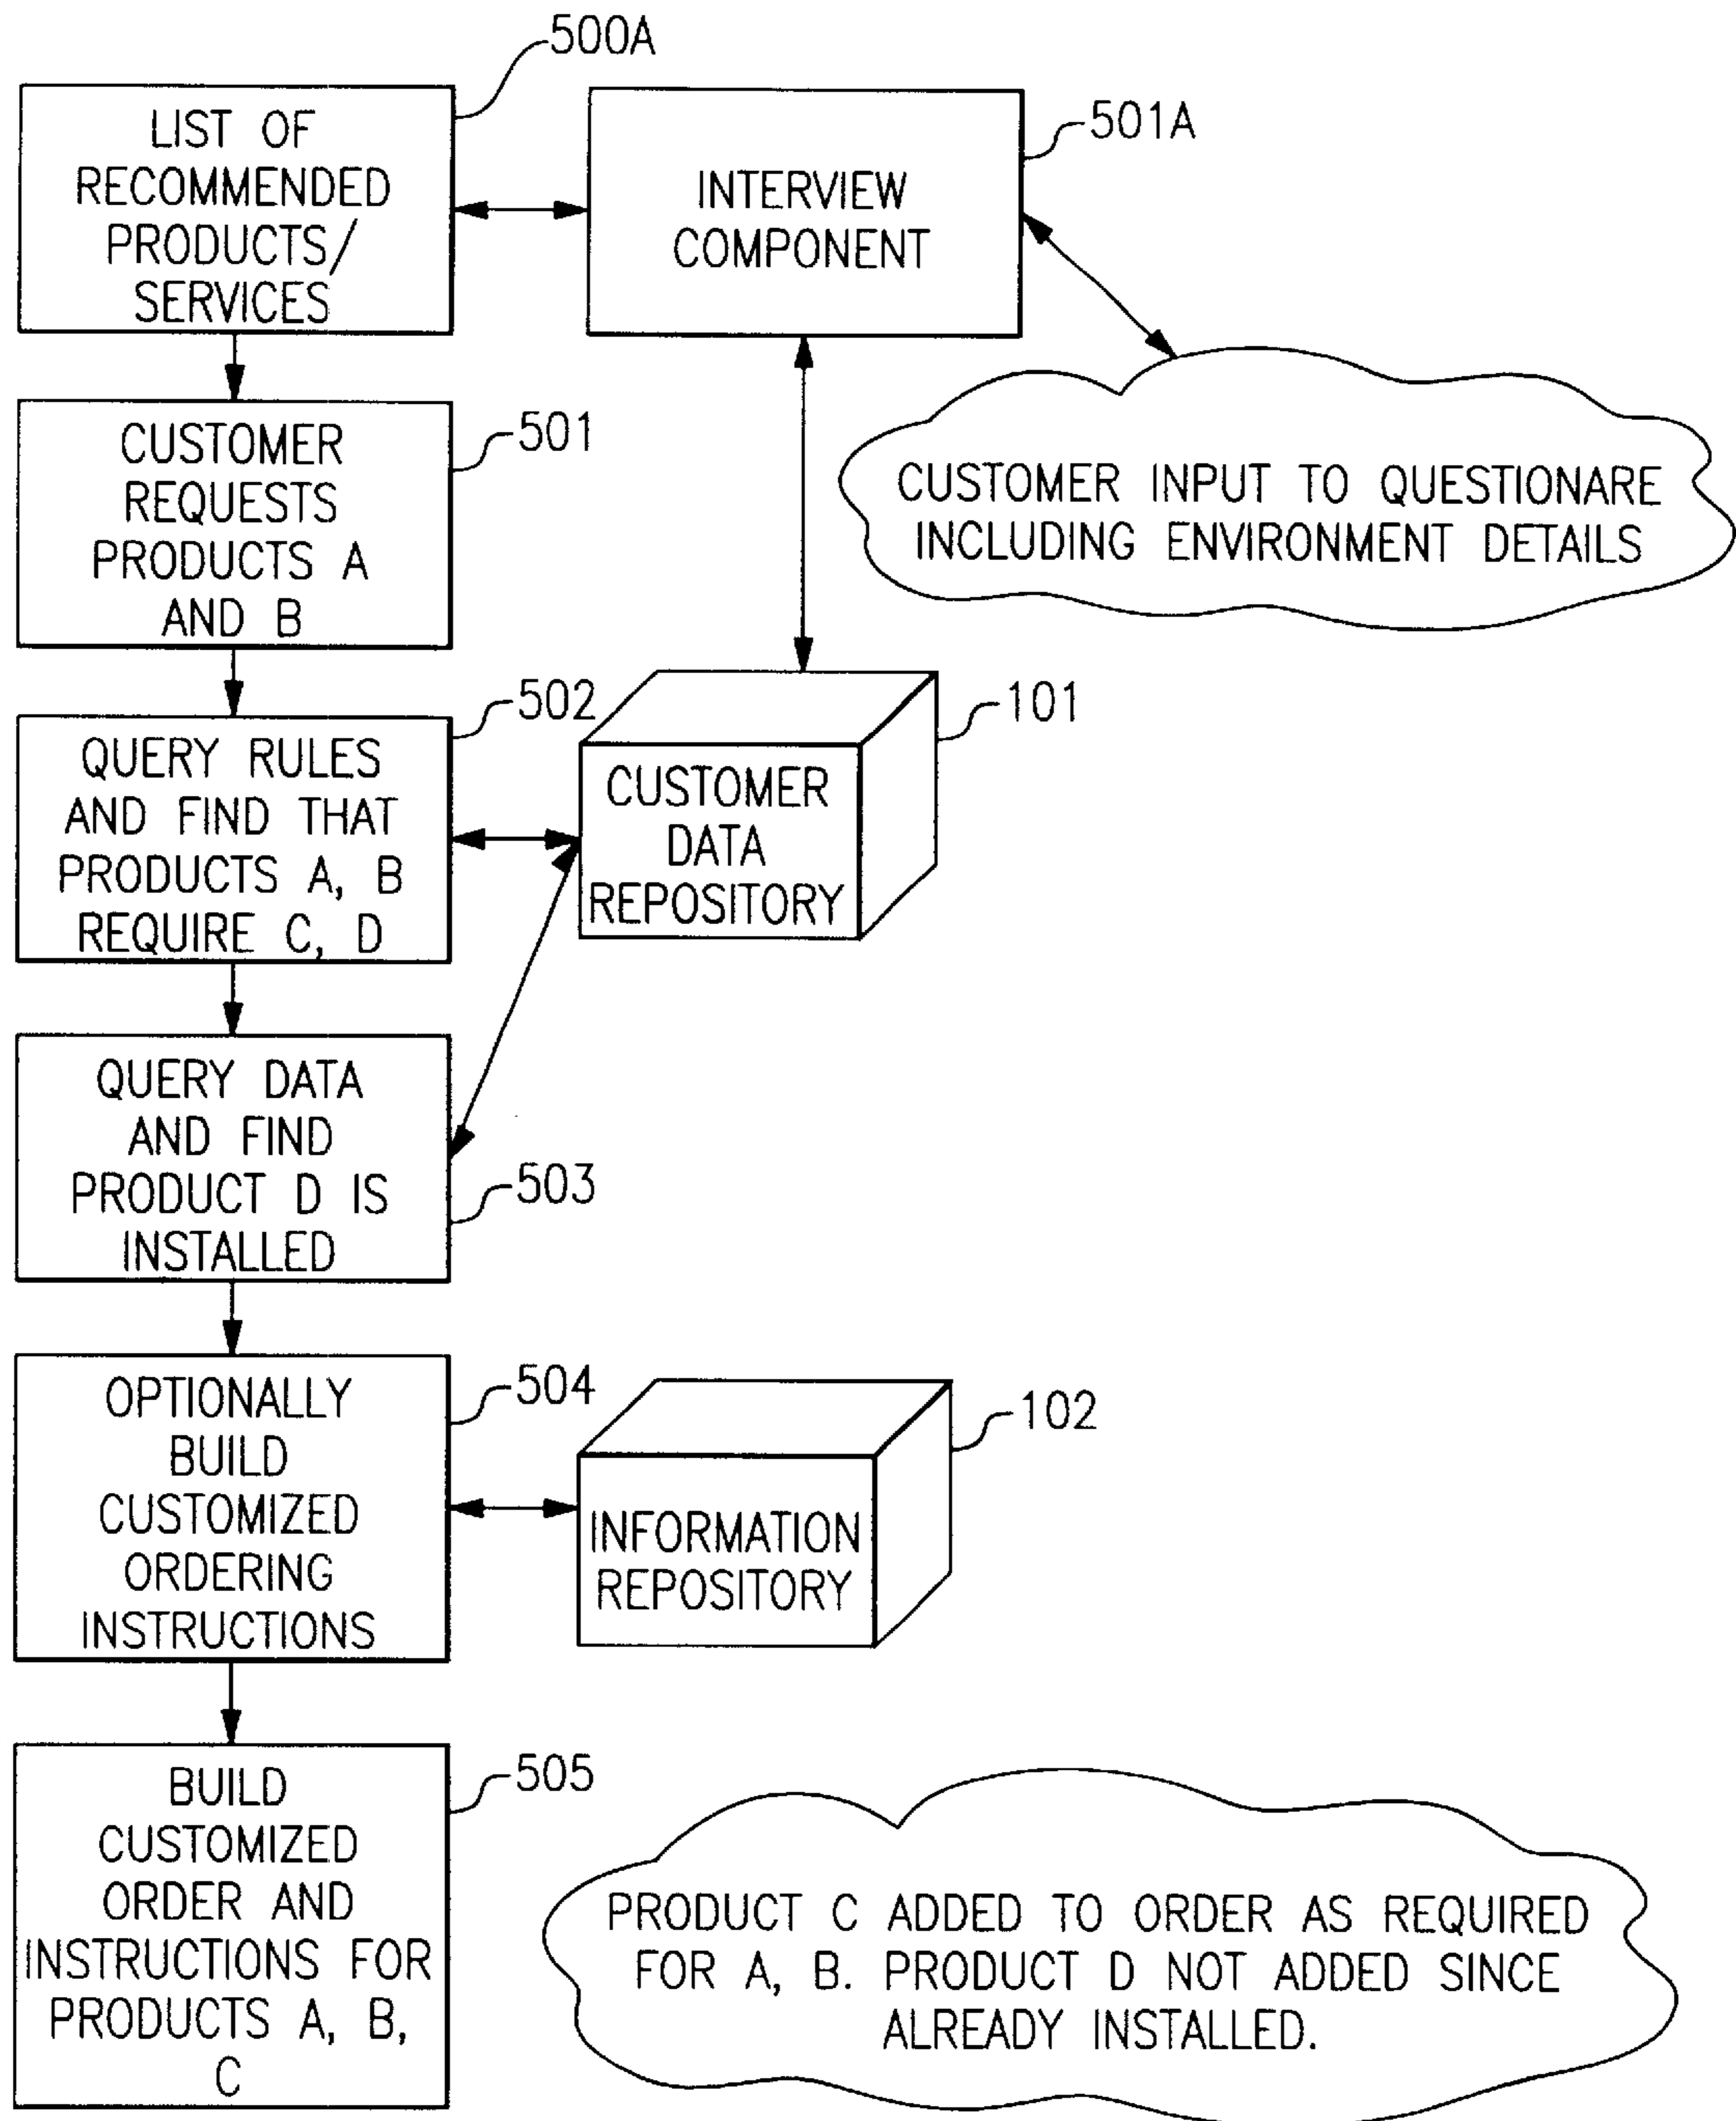 500A
LIST OF
RECOMMENDED
PRODUCTS/
SERVICES
INTERVIEW
COMPONENT
501A
CUSTOMER
REQUESTS
PRODUCTS A
AND B
501
CUSTOMER INPUT TO QUESTIONARE
INCLUDING ENVIRONMENT DETAILS
QUERY RULES
AND FIND THAT
PRODUCTS A, B
REQUIRE C, D
502
CUSTOMER
DATA
REPOSITORY
101
QUERY DATA
AND FIND
PRODUCT D IS
INSTALLED
503
OPTIONALLY
BUILD
CUSTOMIZED
ORDERING
INSTRUCTIONS
504
INFORMATION
REPOSITORY
102
BUILD
CUSTOMIZED
ORDER AND
INSTRUCTIONS FOR
PRODUCTS A, B,
C
505
PRODUCT C ADDED TO ORDER AS REQUIRED
FOR A, B. PRODUCT D NOT ADDED SINCE
ALREADY INSTALLED.